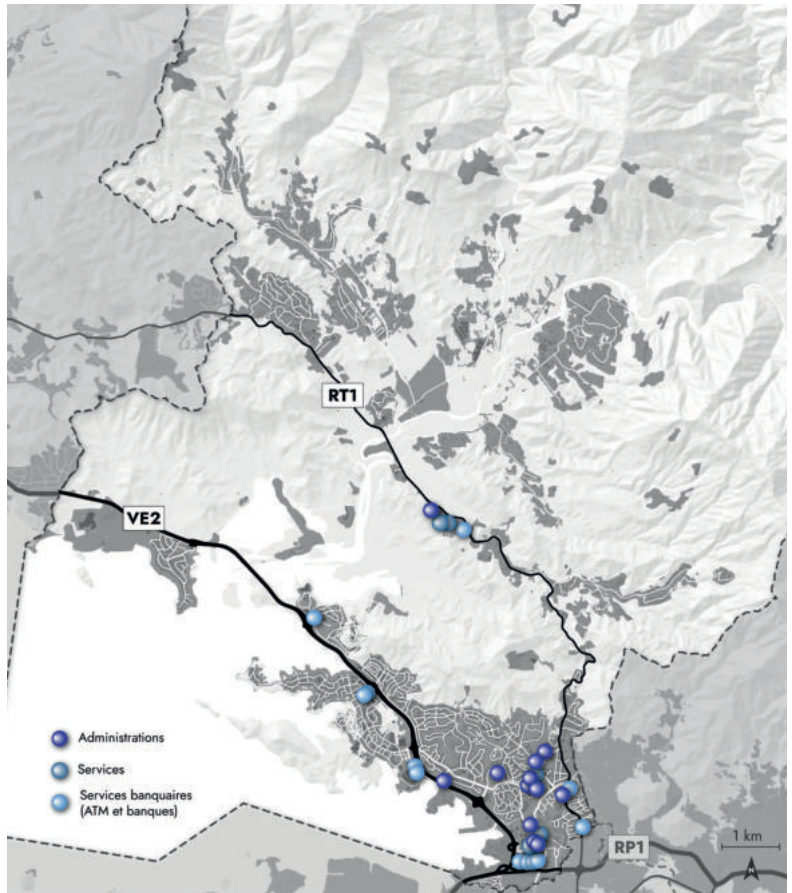 RT1
VE2
Administrations
Services
Services banquaires
(ATM et banques)
RP1
1 km
N